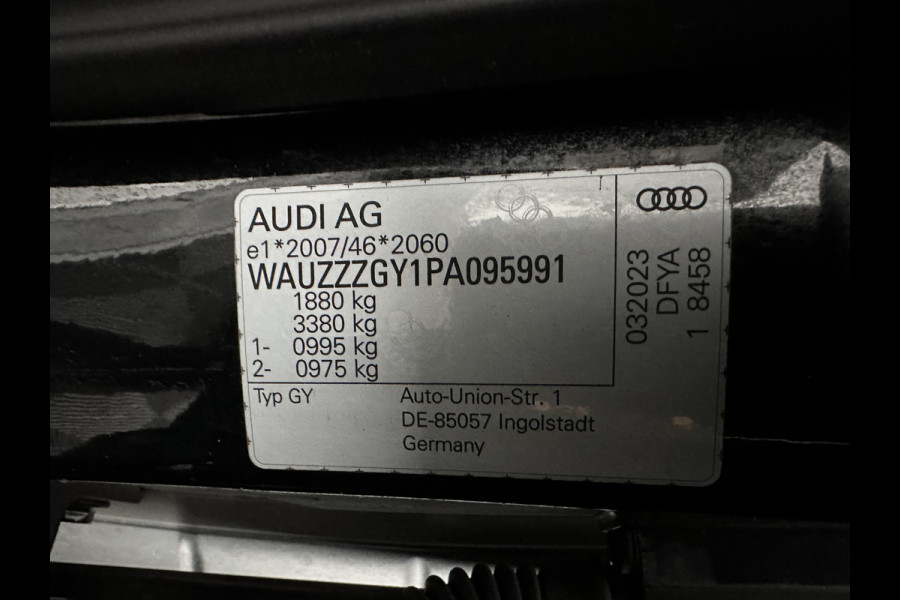 AUDI AG
e1*2007/46*2060
WAUZZZGY1PA095991
1880 kg
3380 kg
1- 0995 kg
2- 0975 kg
Typ GY
Auto-Union-Str. 1
DE-85057 Ingolstadt
Germany
032023
DFYA
1 8458